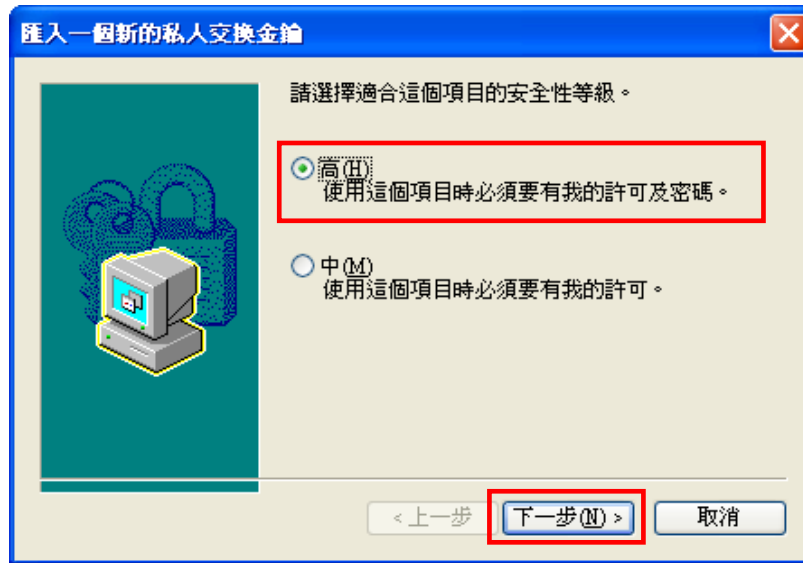 匯入一個新的私人交換金鑰
請選擇適合這個項目的安全性等級。
高(H)
使用這個項目時必須要有我的許可及密碼。
中(M)
使用這個項目時必須要有我的許可。
<上一步 下一步(N)> 取消